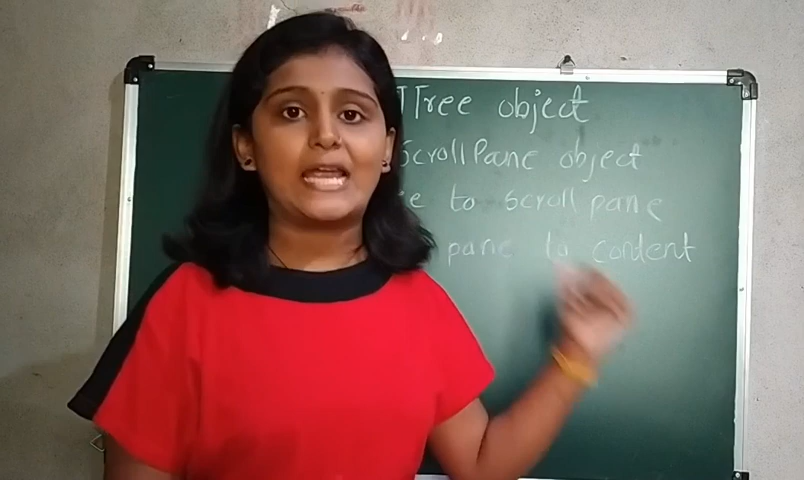 JTree object
ScrollPane object
to scroll pane
pane to content